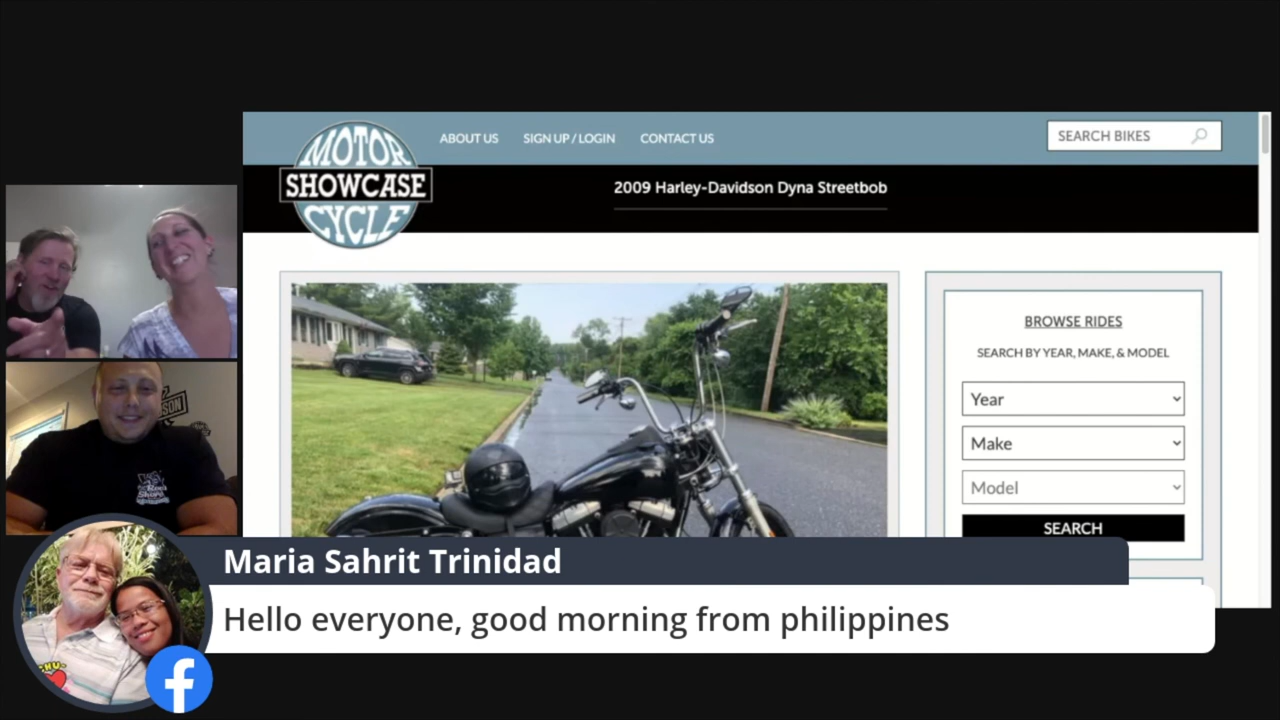 MOTOR
SHOWCASE
CYCLE
ABOUT US
SIGN UP / LOGIN
CONTACT US
SEARCH BIKES
2009 Harley-Davidson Dyna Streetbob
BROWSE RIDES
SEARCH BY YEAR, MAKE, & MODEL
Year
Make
Model
SEARCH
Maria Sahrit Trinidad
Hello everyone, good morning from philippines